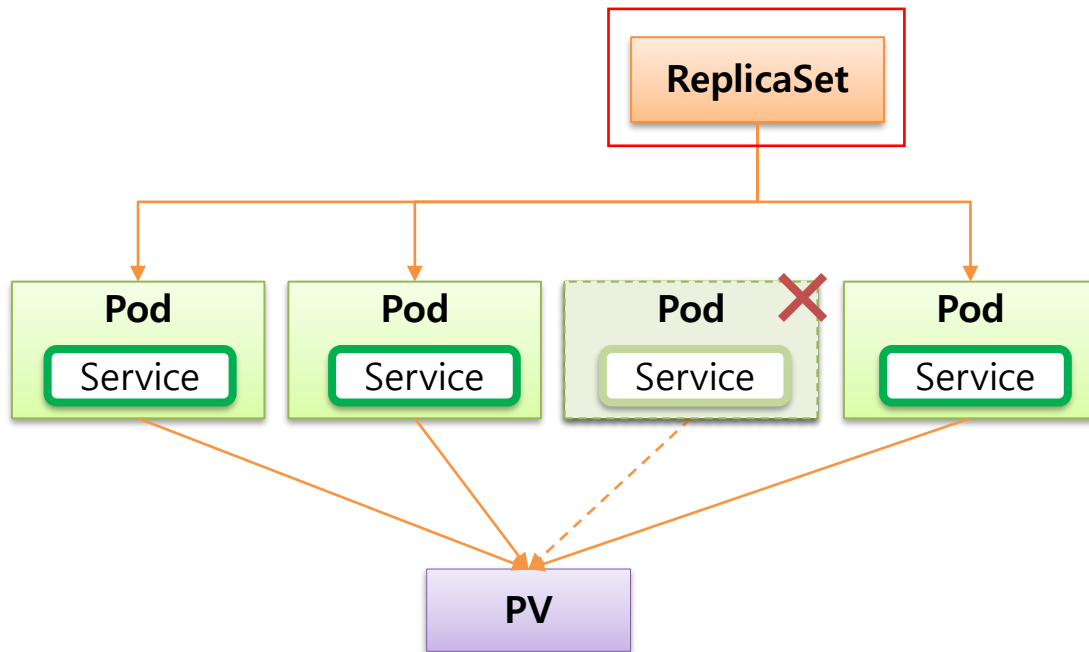 ReplicaSet
Pod
Service
Pod
Service
Pod
Service
Pod
Service
PV